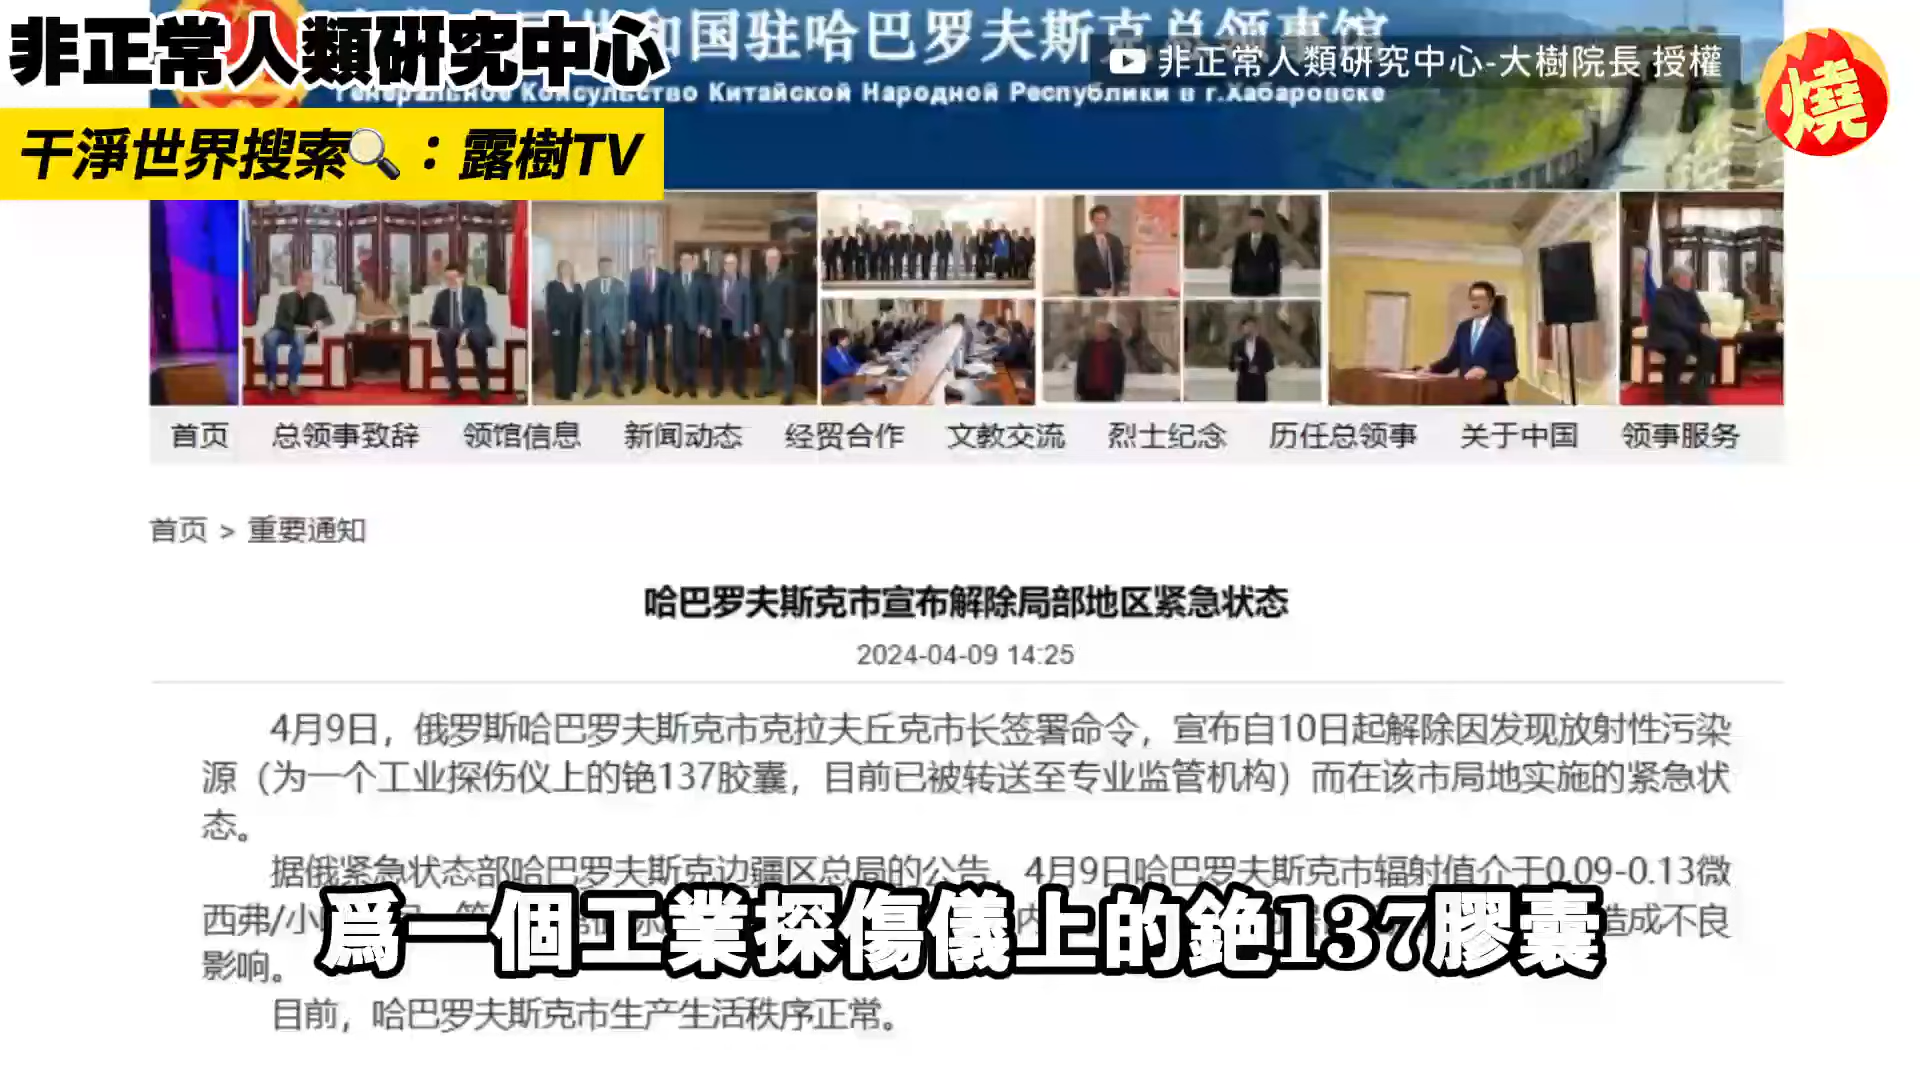 非正常人類研究中心
和国驻哈巴罗夫斯克总领事馆
非正常人類研究中心-大樹院長 授權
燒
Генеральное Консульство Китайской Народной Республики в г.Хабаровске
干淨世界搜索🔍：露樹TV
首页 总领事致辞 领馆信息 新闻动态 经贸合作 文教交流 烈士纪念 历任总领事 关于中国 领事服务
首页 > 重要通知
哈巴罗夫斯克市宣布解除局部地区紧急状态
2024-04-09 14:25
4月9日，俄罗斯哈巴罗夫斯克市克拉夫丘克市长签署命令，宣布自10日起解除因发现放射性污染
源（为一个工业探伤仪上的铯137胶囊，目前已被转送至专业监管机构）而在该市局地实施的紧急状
态。
据俄紧急状态部哈巴罗夫斯克边疆区总局的公告，4月9日哈巴罗夫斯克市辐射值介于0.09-0.13微
西弗/小 造成不良
爲一個工業探傷儀上的銫137膠囊
影响。
目前，哈巴罗夫斯克市生产生活秩序正常。